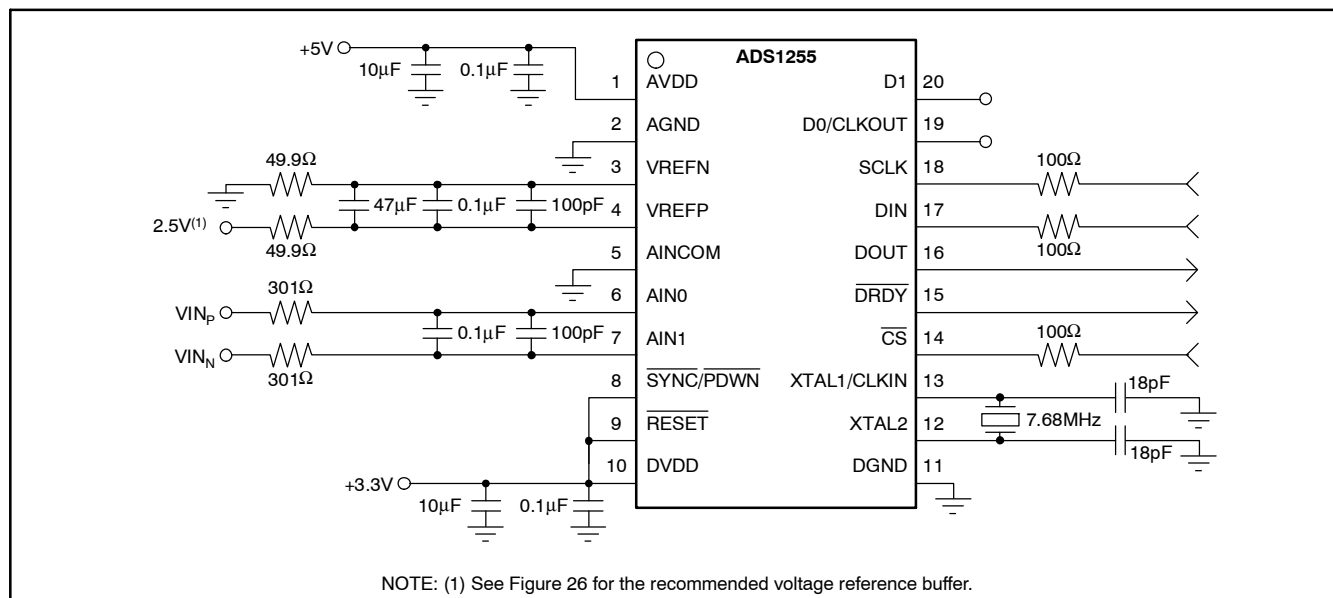 ADS1255
+5V
10µF
0.1µF
1 AVDD
D1 20
2 AGND
D0/CLKOUT 19
49.9Ω
3 VREFN
SCLK 18
100Ω
47µF
0.1µF
100pF
2.5V(1)
4 VREFP
DIN 17
49.9Ω
100Ω
5 AINCOM
DOUT 16
301Ω
6 AIN0
DRDY 15
VINP
0.1µF
100pF
7 AIN1
CS 14
100Ω
VINN
301Ω
8 SYNC/PDWN
XTAL1/CLKIN 13
18pF
9 RESET
XTAL2 12
7.68MHz
18pF
10 DVDD
DGND 11
+3.3V
10µF
0.1µF
NOTE: (1) See Figure 26 for the recommended voltage reference buffer.